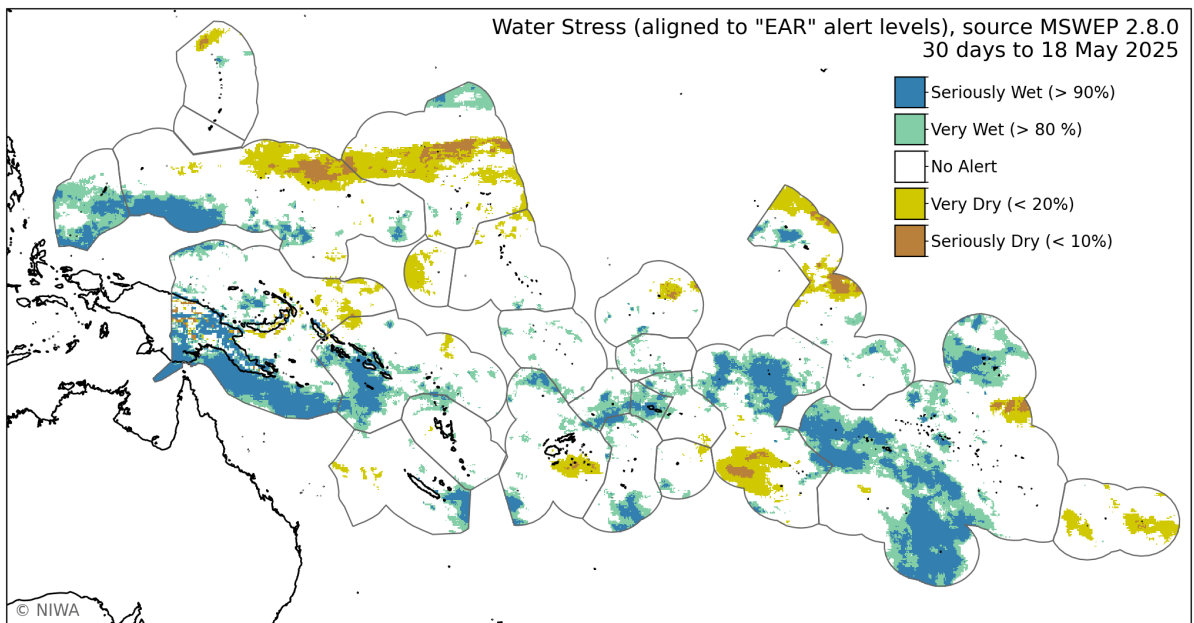 Water Stress (aligned to "EAR" alert levels), source MSWEP 2.8.0
30 days to 18 May 2025
Seriously Wet (> 90%)
Very Wet (> 80 %)
No Alert
Very Dry (< 20%)
Seriously Dry (< 10%)
© NIWA